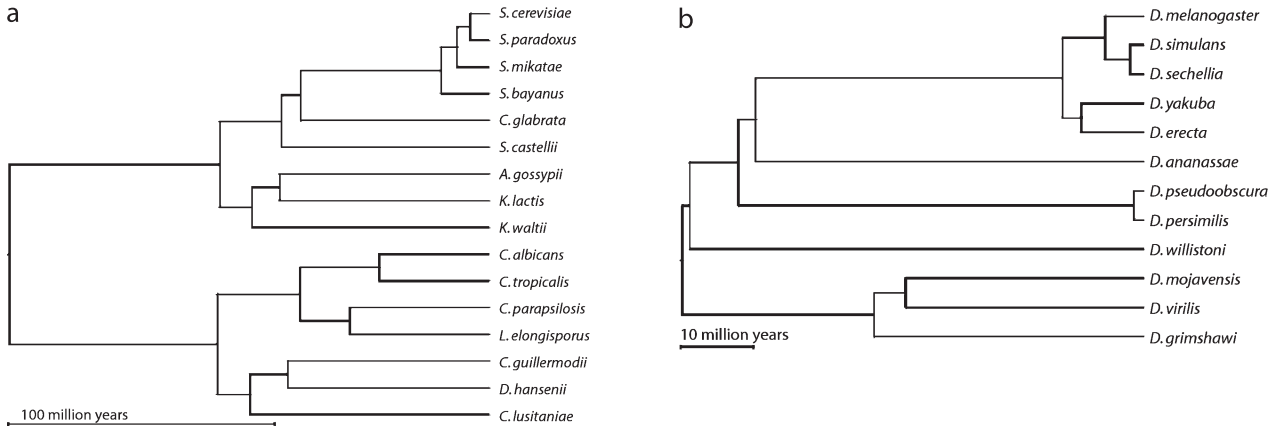 a
S. cerevisiae
S. paradoxus
S. mikatae
S. bayanus
C. glabrata
S. castellii
A. gossypii
K. lactis
K. waltii
C. albicans
C. tropicalis
C. parapsilosis
L. elongisporus
C. guillermodii
D. hansenii
C. lusitaniae
100 million years
b
D. melanogaster
D. simulans
D. sechellia
D. yakuba
D. erecta
D. ananassae
D. pseudoobscura
D. persimilis
D. willistoni
D. mojavensis
D. virilis
D. grimshawi
10 million years